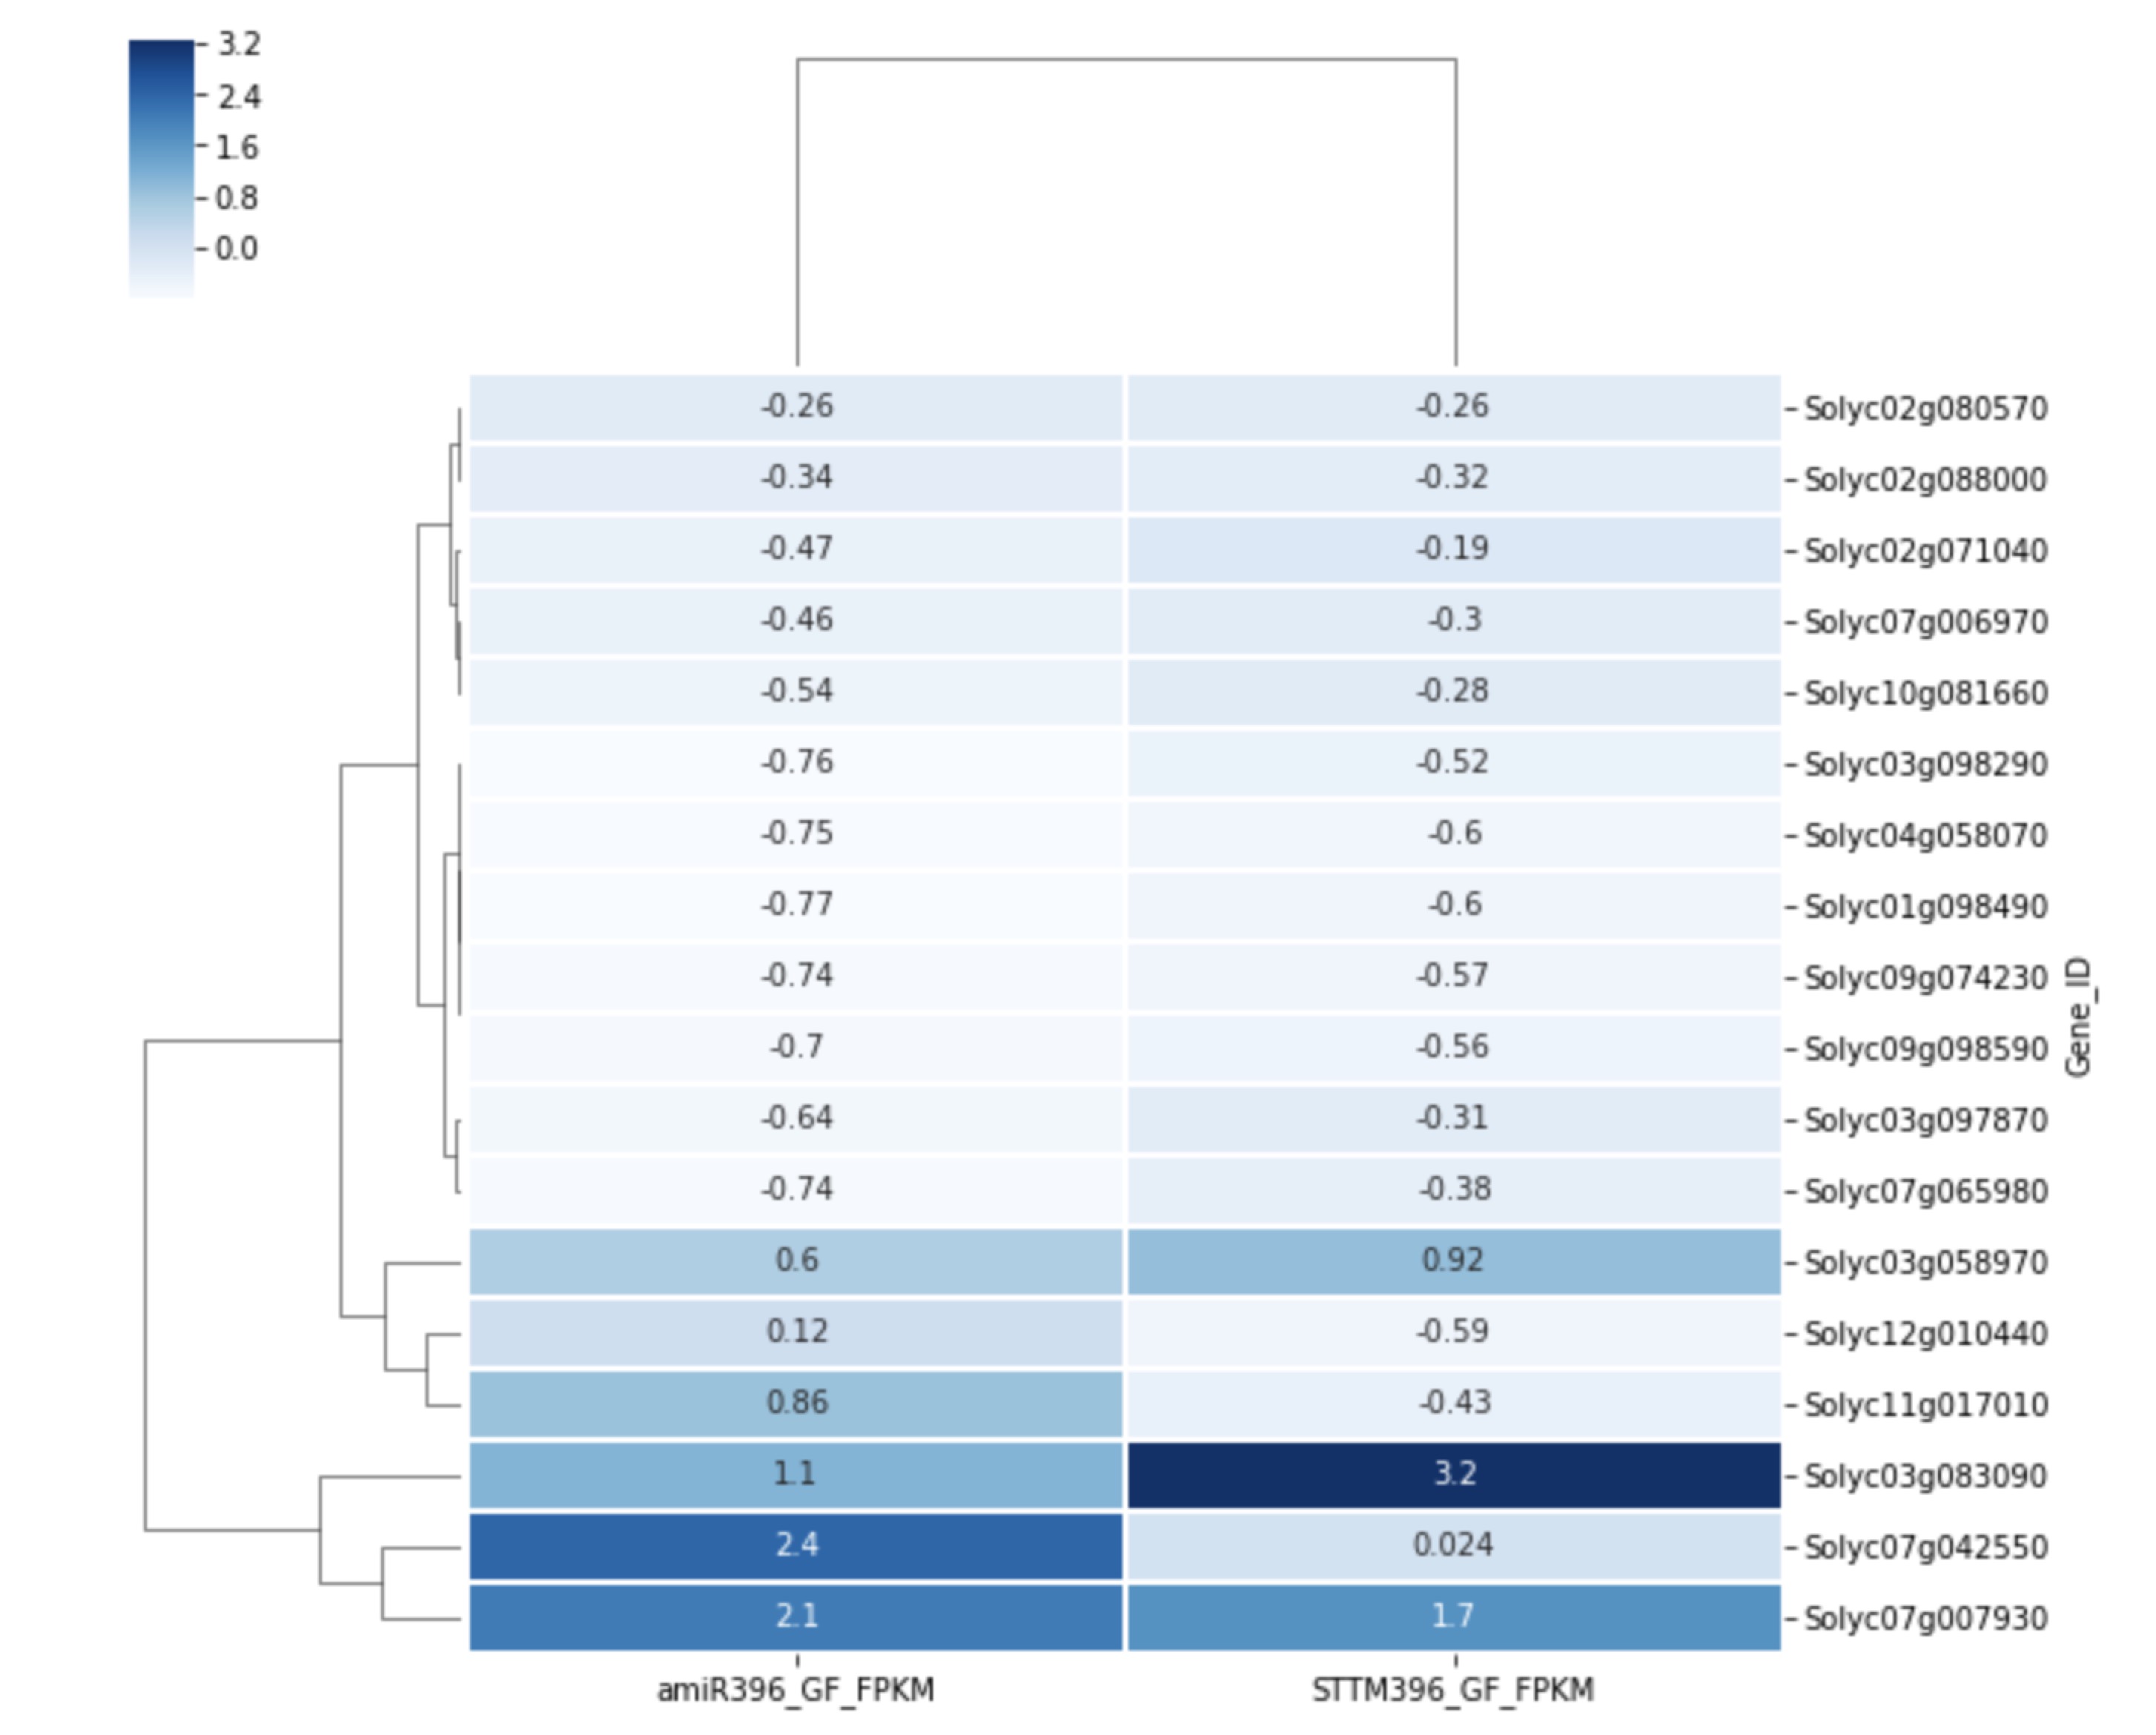 3.2
2.4
1.6
0.8
0.0
-0.26 -0.26 Solyc02g080570
-0.34 -0.32 Solyc02g088000
-0.47 -0.19 Solyc02g071040
-0.46 -0.3 Solyc07g006970
-0.54 -0.28 Solyc10g081660
-0.76 -0.52 Solyc03g098290
-0.75 -0.6 Solyc04g058070
-0.77 -0.6 Solyc01g098490
-0.74 -0.57 Solyc09g074230
-0.7 -0.56 Solyc09g098590
-0.64 -0.31 Solyc03g097870
-0.74 -0.38 Solyc07g065980
0.6 0.92 Solyc03g058970
0.12 -0.59 Solyc12g010440
0.86 -0.43 Solyc11g017010
1.1 3.2 Solyc03g083090
2.4 0.024 Solyc07g042550
2.1 1.7 Solyc07g007930
Gene_ID
amiR396_GF_FPKM STTM396_GF_FPKM